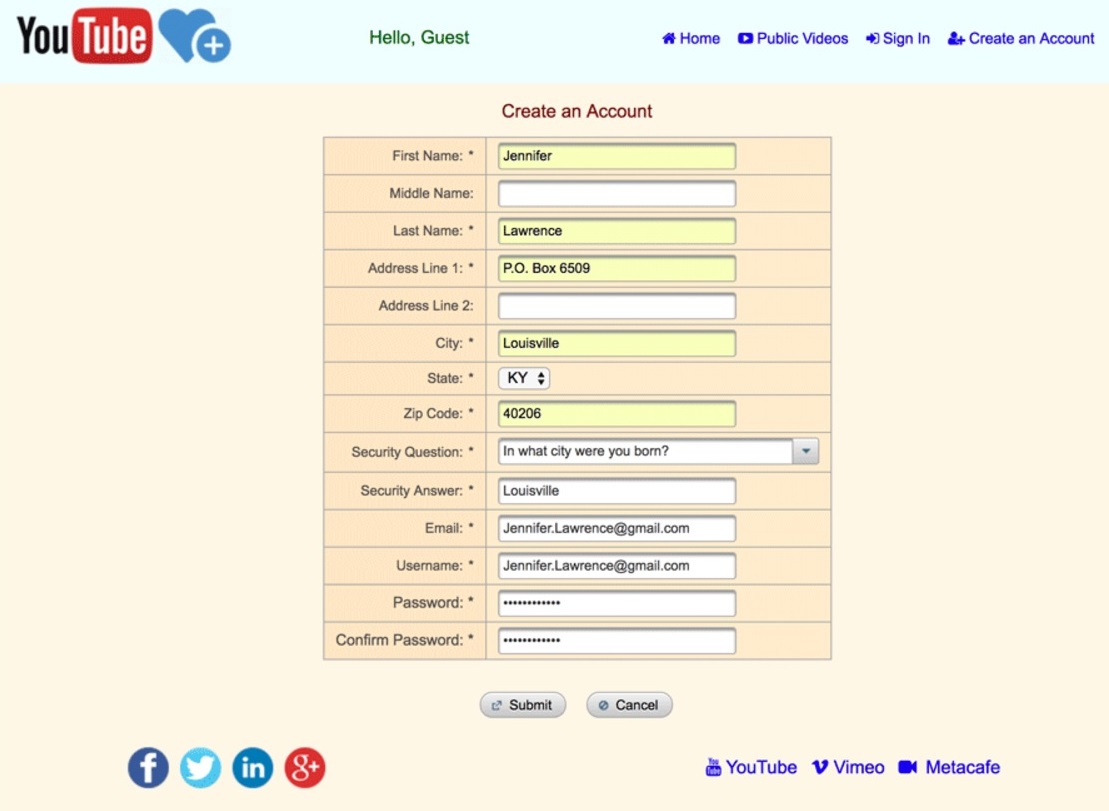 YouTube
Hello, Guest
Home Public Videos Sign In Create an Account
Create an Account
First Name: * Jennifer
Middle Name:
Last Name: * Lawrence
Address Line 1: * P.O. Box 6509
Address Line 2:
City: * Louisville
State: * KY
Zip Code: * 40206
Security Question: * In what city were you born?
Security Answer: * Louisville
Email: * Jennifer.Lawrence@gmail.com
Username: * Jennifer.Lawrence@gmail.com
Password: * ••••••••••••
Confirm Password: * ••••••••••••
Submit Cancel
f in g+ You Tube YouTube Vimeo Metacafe